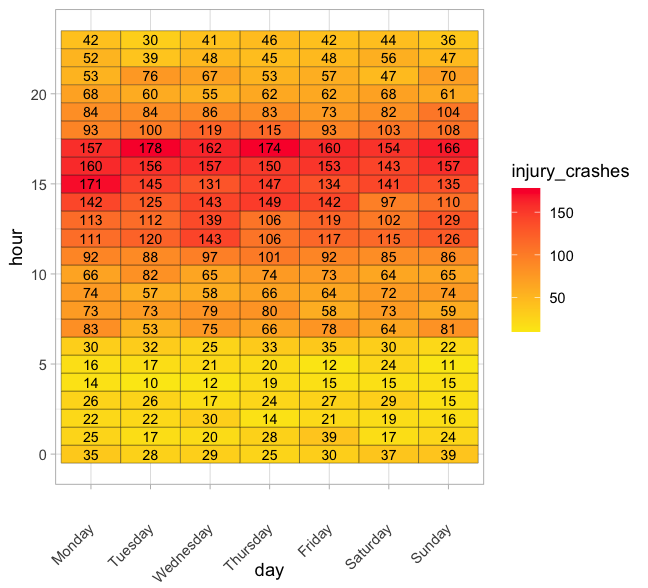 42 30 41 46 42 44 36
52 39 48 45 48 56 47
53 76 67 53 57 47 70
20 68 60 55 62 62 68 61
84 84 86 83 73 82 104
93 100 119 115 93 103 108
157 178 162 174 160 154 166
160 156 157 150 153 143 157
15 171 145 131 147 134 141 135
142 125 143 149 142 97 110
113 112 139 106 119 102 129
111 120 143 106 117 115 126
92 88 97 101 92 85 86
10 66 82 65 74 73 64 65
74 57 58 66 64 72 74
73 73 79 80 58 73 59
83 53 75 66 78 64 81
30 32 25 33 35 30 22
5 16 17 21 20 12 24 11
14 10 12 19 15 15 15
26 26 17 24 27 29 15
22 22 30 14 21 19 16
25 17 20 28 39 17 24
0 35 28 29 25 30 37 39
hour
Monday Tuesday Wednesday Thursday Friday Saturday Sunday
day
injury_crashes
150
100
50